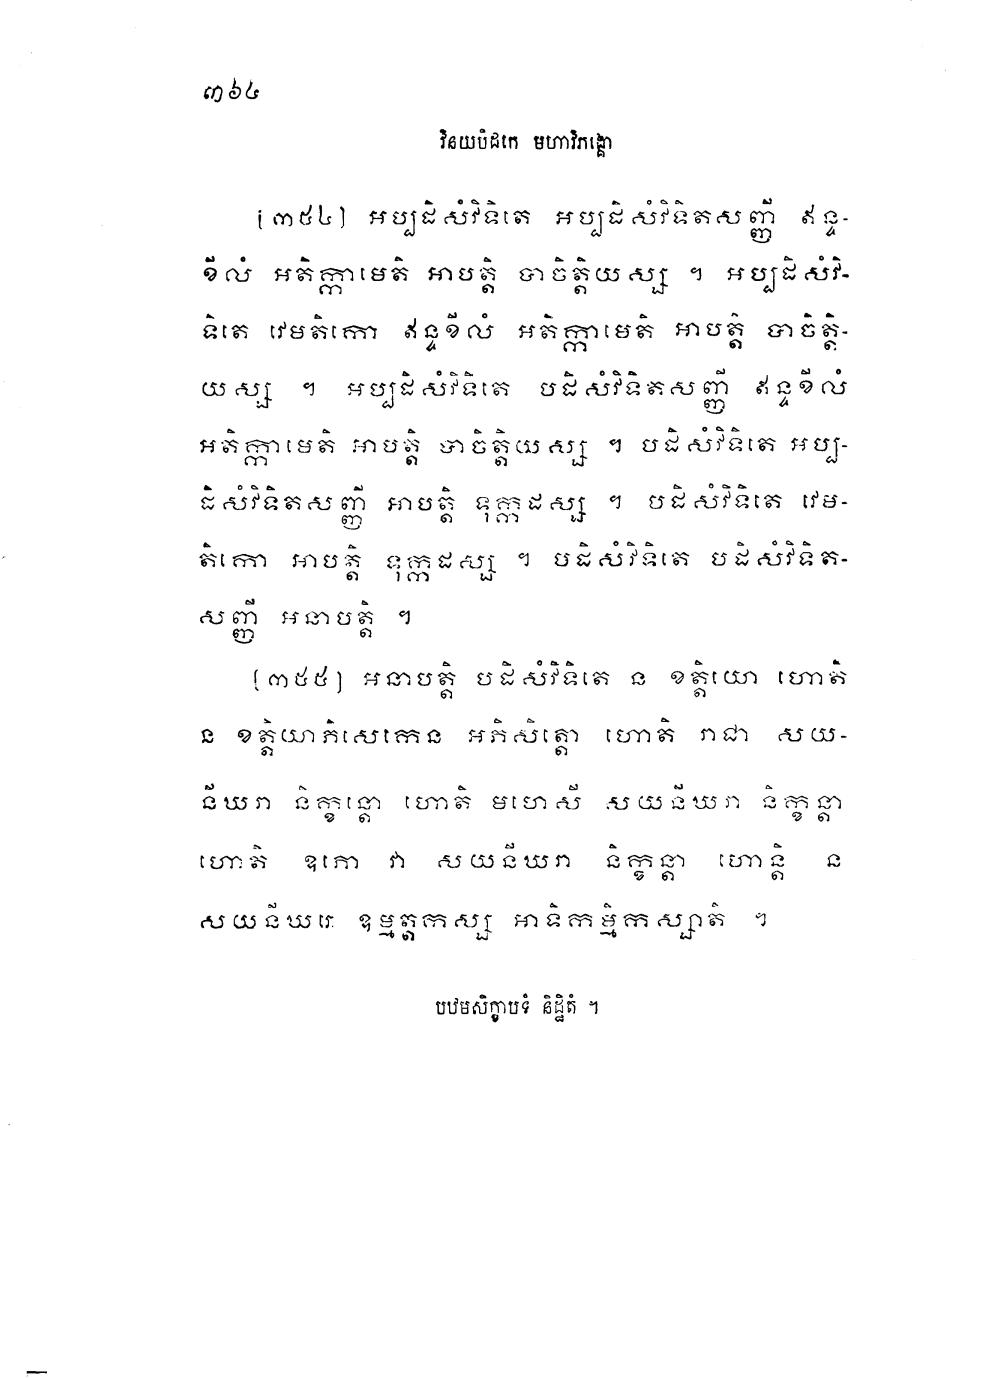 ៣៦៤
វិនយបិដកេ មហាវិភង្គោ
[៣៥៤] អប្បដិសំវិទិតេ អប្បដិសំវិទិតសញ្ញី ឥន្ទ-
ខីលំ អតិក្កាមេតិ អាបត្តិ បាចិត្តិយស្ស ។ អប្បដិសំវិ-
ទិតេ វេមតិកោ ឥន្ទខីលំ អតិក្កាមេតិ អាបត្តិ បាចិត្តិ-
យស្ស ។ អប្បដិសំវិទិតេ បដិសំវិទិតសញ្ញី ឥន្ទខីលំ
អតិក្កាមេតិ អាបត្តិ បាចិត្តិយស្ស ។ បដិសំវិទិតេ អប្ប-
ដិសំវិទិតសញ្ញី អាបត្តិ ទុក្កដស្ស ។ បដិសំវិទិតេ វេម-
តិកោ អាបត្តិ ទុក្កដស្ស ។ បដិសំវិទិតេ បដិសំវិទិត-
សញ្ញី អនាបត្តិ ។
[៣៥៥] អនាបត្តិ បដិសំវិទិតេ ន ខត្តិយោ ហោតិ
ន ខត្តិយាភិសេកេន អភិសិត្តោ ហោតិ រាជា សយ-
និឃរា និក្ខន្តោ ហោតិ មហេសី សយនិឃរា និក្ខន្តា
ហោតិ ឧភោ វា សយនិឃរា និក្ខន្តា ហោន្តិ ន
សយនិឃរេ ឧម្មត្តកស្ស អាទិកម្មិកស្សាតិ ។
បឋមសិក្ខាបទំ និដ្ឋិតំ ។